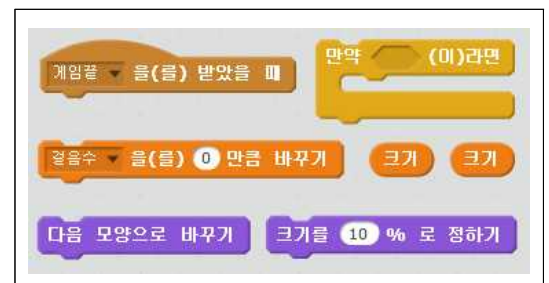 게임끝 을(를) 받았을 때
만약 (이)라면
걸음수 을(를) 0 만큼 바꾸기 크기 크기
다음 모양으로 바꾸기 크기를 10 % 로 정하기